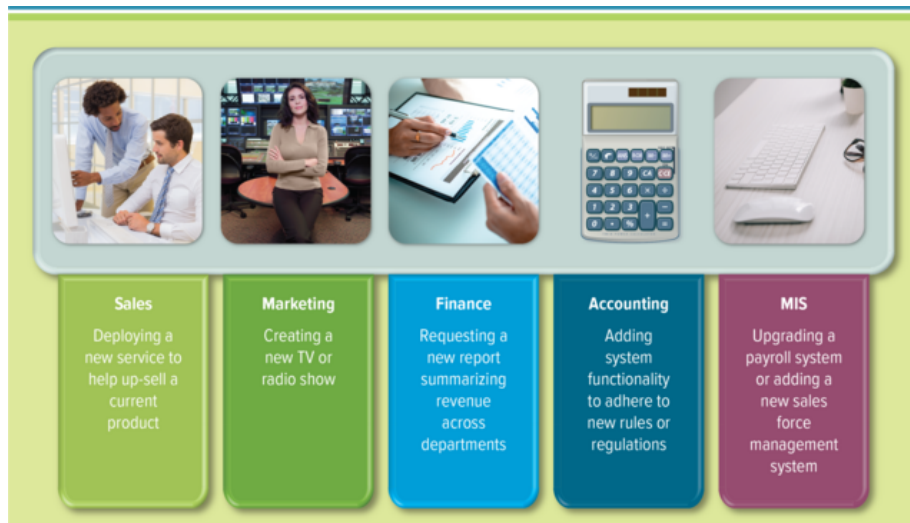 Sales
Deploying a
new service to
help up-sell a
current
product
Marketing
Creating a
new TV or
radio show
Finance
Requesting a
new report
summarizing
revenue
across
departments
Accounting
Adding
system
functionality
to adhere to
new rules or
regulations
MIS
Upgrading a
payroll system
or adding a
new sales
force
management
system